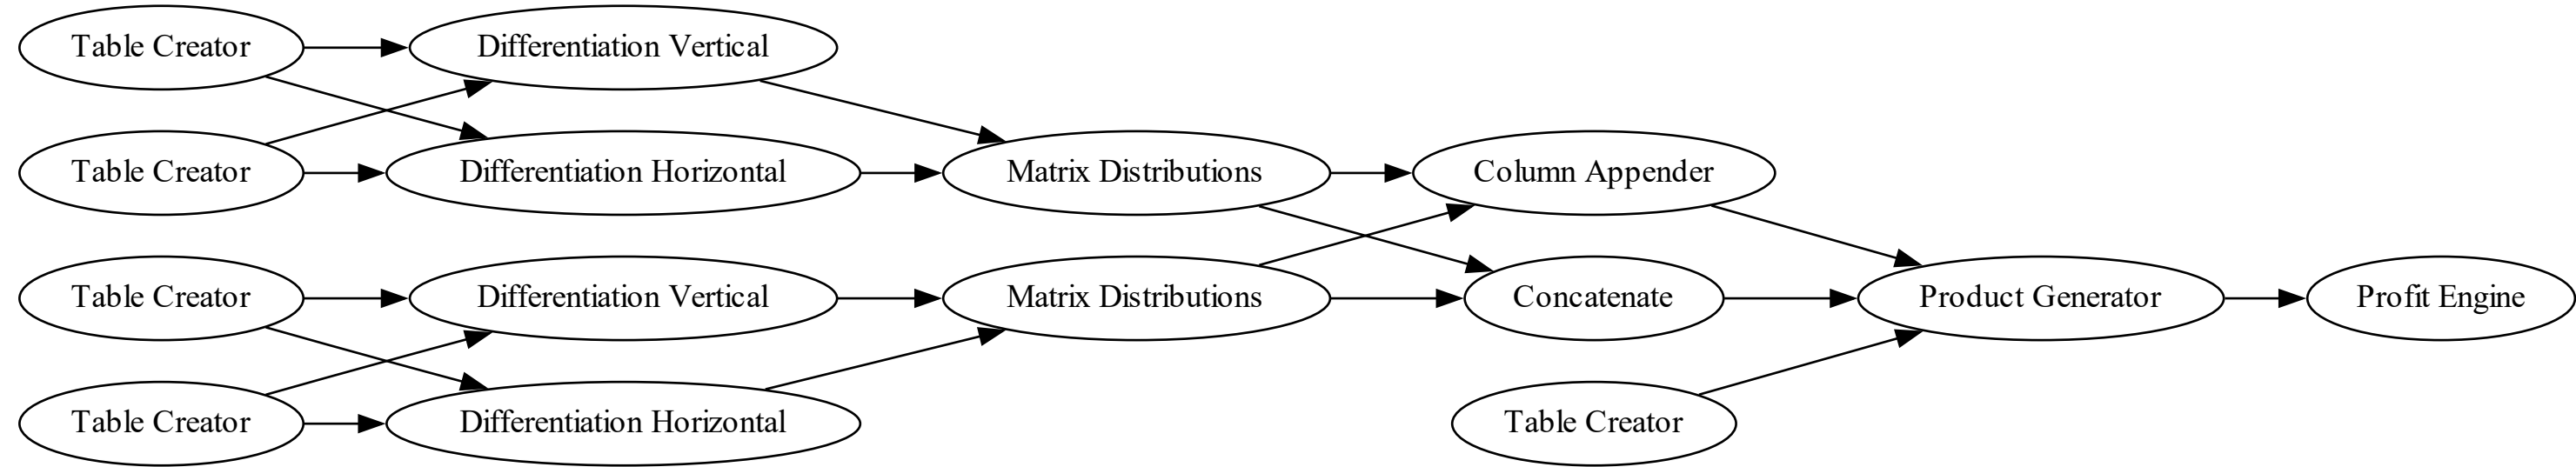 Table Creator
Differentiation Vertical
Table Creator
Differentiation Horizontal
Matrix Distributions
Column Appender
Table Creator
Differentiation Vertical
Matrix Distributions
Concatenate
Product Generator
Profit Engine
Table Creator
Differentiation Horizontal
Table Creator